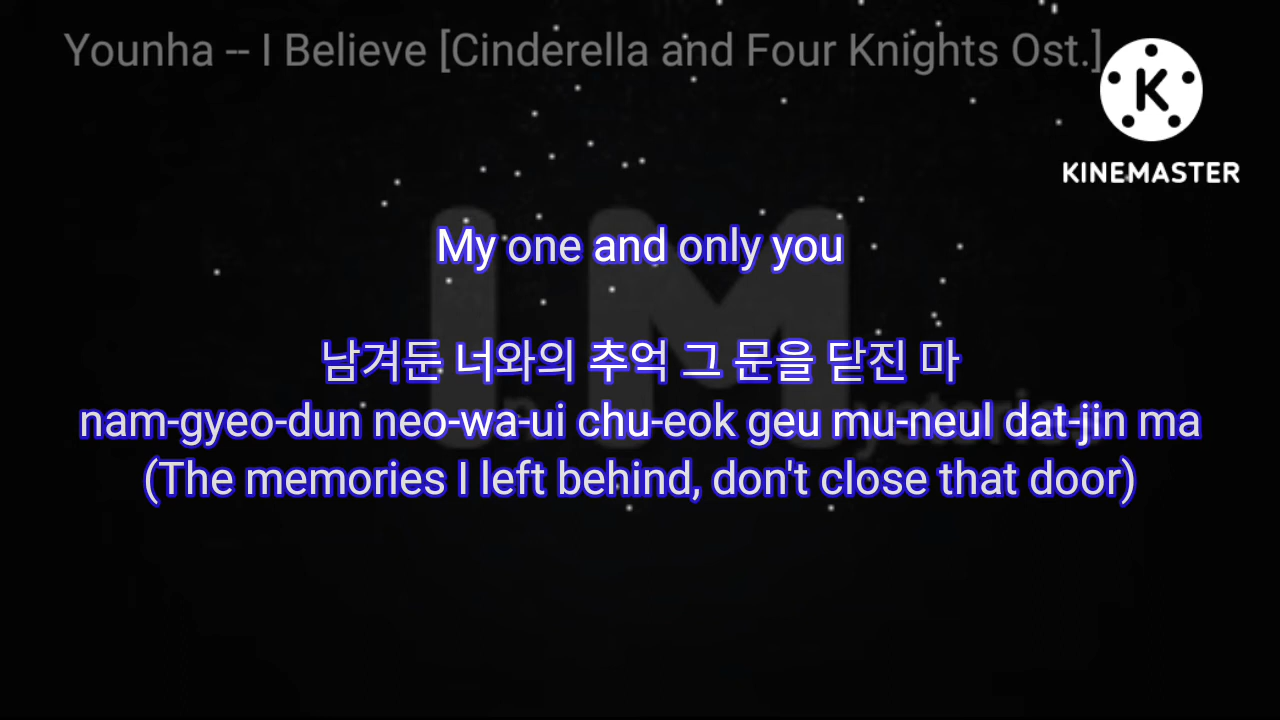 Younha -- I Believe [Cinderella and Four Knights Ost.]
K
KINEMASTER
My one and only you
IM
남겨둔 너와의 추억 그 문을 닫진 마
nam-gyeo-dun neo-wa-ui chu-eok geu mu-neul dat-jin ma
(The memories I left behind, don't close that door)